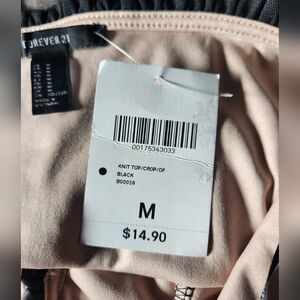 FOREVER 21
00175343033
KNIT TOP/CROP/OF
BLACK
B00038
M
$14.90